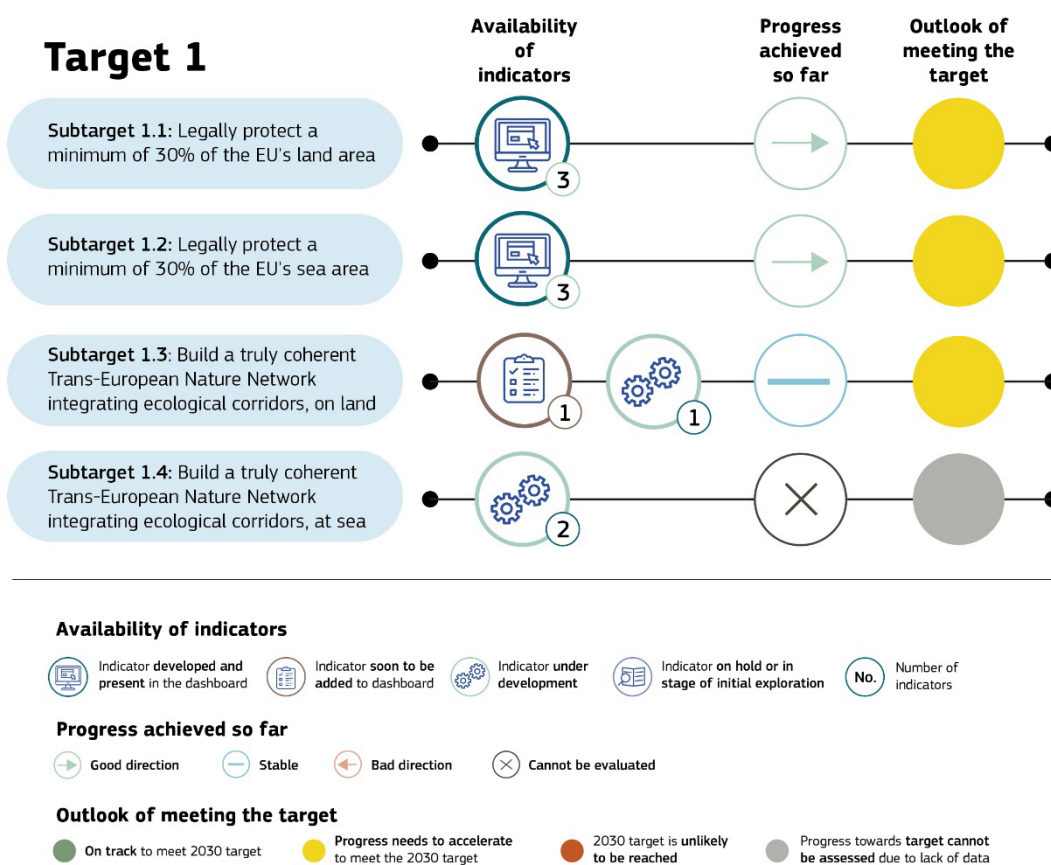 Target 1
Availability
of
indicators
Progress
achieved
so far
Outlook of
meeting the
target
Subtarget 1.1: Legally protect a
minimum of 30% of the EU's land area
3
Subtarget 1.2: Legally protect a
minimum of 30% of the EU's sea area
3
Subtarget 1.3: Build a truly coherent
Trans-European Nature Network
integrating ecological corridors, on land
1
1
Subtarget 1.4: Build a truly coherent
Trans-European Nature Network
integrating ecological corridors, at sea
2
Availability of indicators
Indicator developed and
present in the dashboard
Indicator soon to be
added to dashboard
Indicator under
development
Indicator on hold or in
stage of initial exploration
No.
Number of
indicators
Progress achieved so far
Good direction
Stable
Bad direction
Cannot be evaluated
Outlook of meeting the target
On track to meet 2030 target
Progress needs to accelerate
to meet the 2030 target
2030 target is unlikely
to be reached
Progress towards target cannot
be assessed due to lack of data